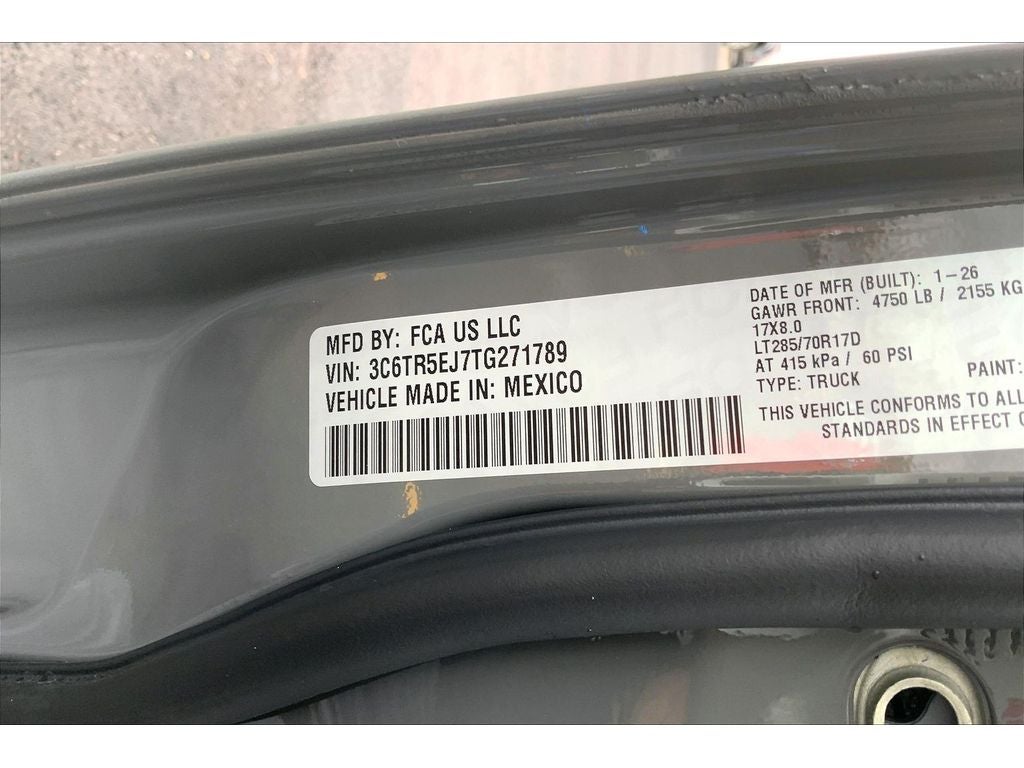 MFD BY: FCA US LLC
VIN: 3C6TR5EJ7TG271789
VEHICLE MADE IN: MEXICO
DATE OF MFR (BUILT): 1-26
GAWR FRONT: 4750 LB / 2155 KG
17X8.0
LT285/70R17D
AT 415 kPa / 60 PSI
TYPE: TRUCK
PAINT:
THIS VEHICLE CONFORMS TO ALL
STANDARDS IN EFFECT